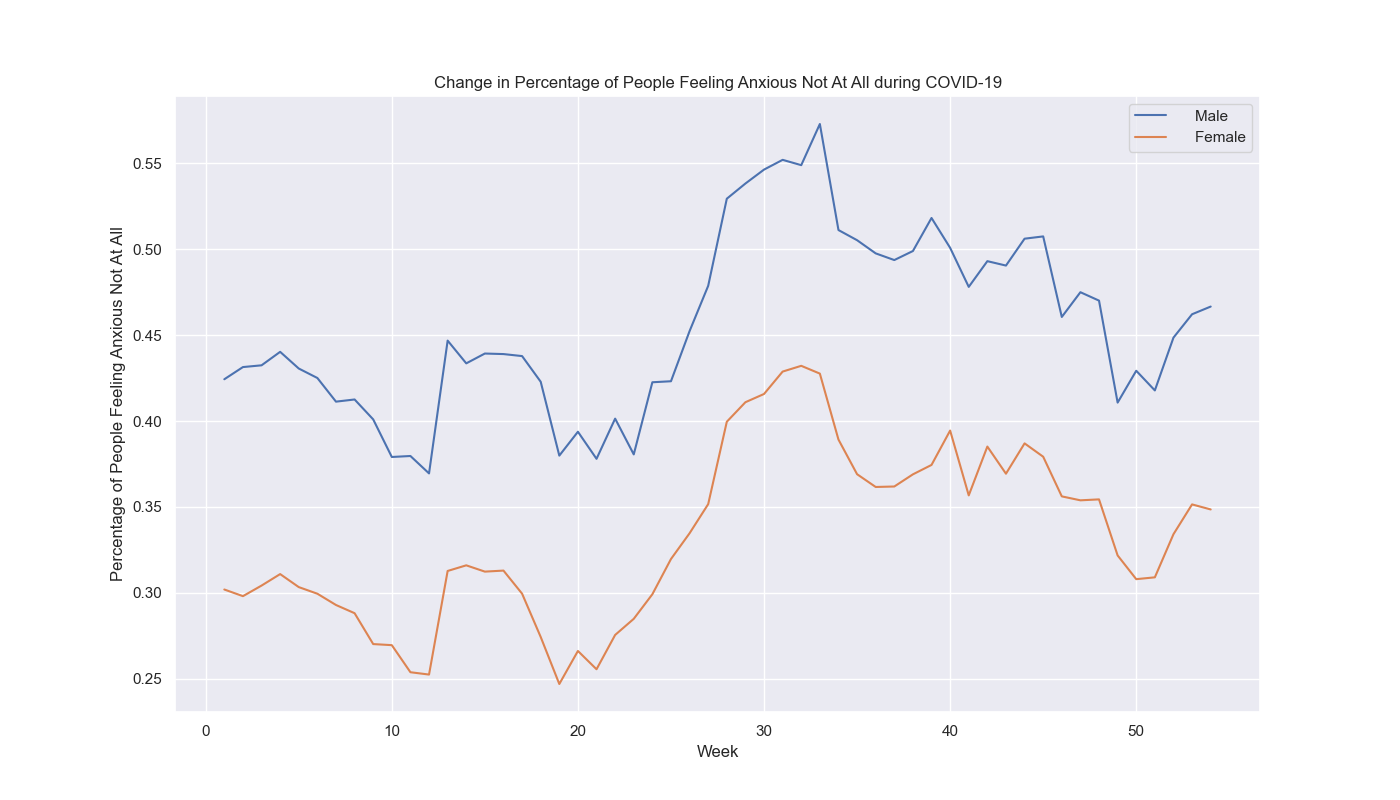 Change in Percentage of People Feeling Anxious Not At All during COVID-19
Male
Female
Percentage of People Feeling Anxious Not At All
0.55
0.50
0.45
0.40
0.35
0.30
0.25
0 10 20 30 40 50
Week